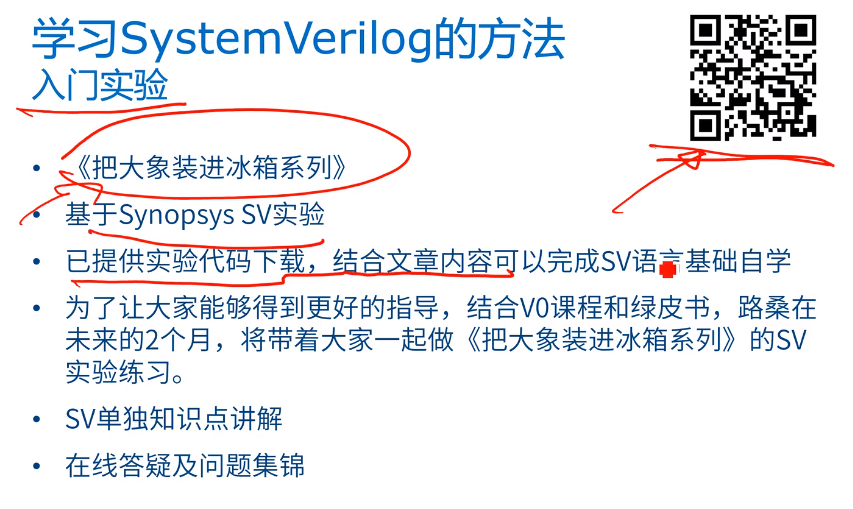 学习SystemVerilog的方法
入门实验
• 《把大象装进冰箱系列》
• 基于Synopsys SV实验
• 已提供实验代码下载，结合文章内容可以完成SV语言基础自学
• 为了让大家能够得到更好的指导，结合V0课程和绿皮书，路桑在
未来的2个月，将带着大家一起做《把大象装进冰箱系列》的SV
实验练习。
• SV单独知识点讲解
• 在线答疑及问题集锦